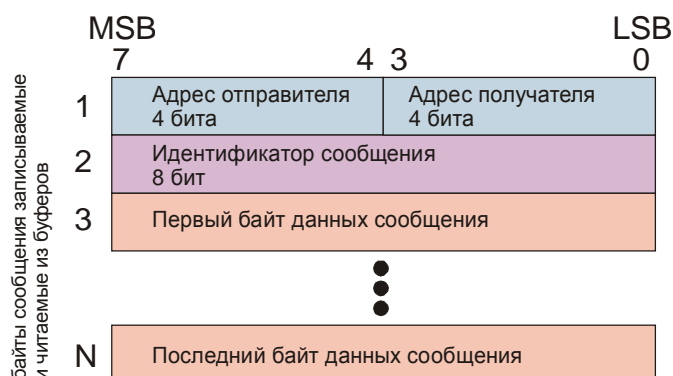 MSB LSB
7 4 3 0
1 Адрес отправителя Адрес получателя
4 бита 4 бита
2 Идентификатор сообщения
8 бит
3 Первый байт данных сообщения
N Последний байт данных сообщения
байты сообщения записываемые
и читаемые из буферов